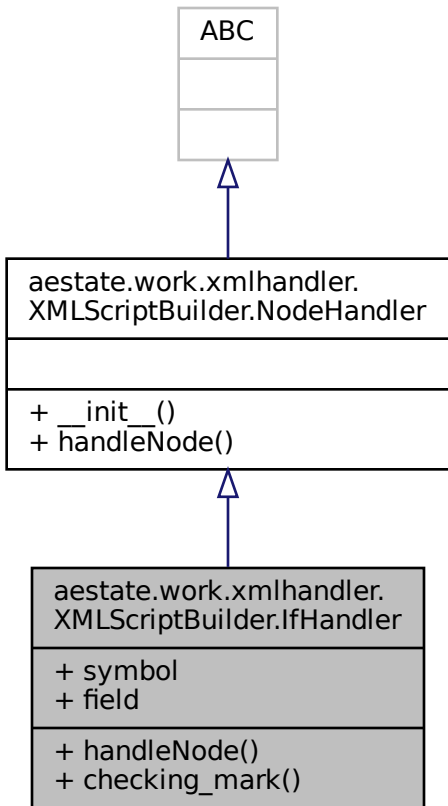 ABC
aestate.work.xmlhandler.
XMLScriptBuilder.NodeHandler
+ __init__()
+ handleNode()
aestate.work.xmlhandler.
XMLScriptBuilder.IfHandler
+ symbol
+ field
+ handleNode()
+ checking_mark()